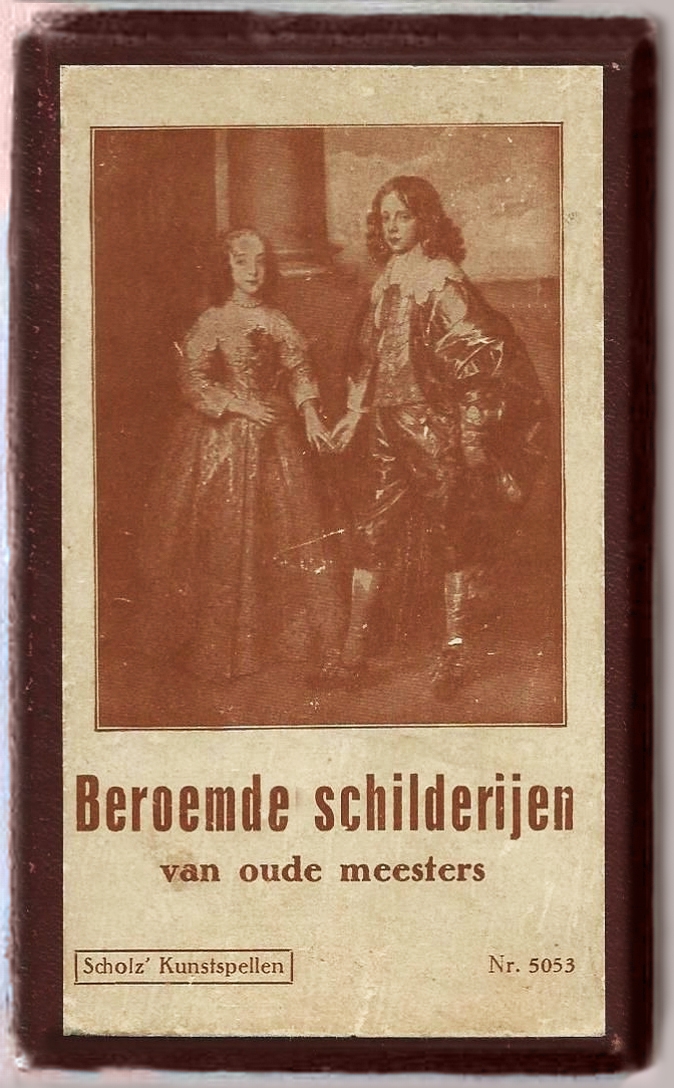 Beroemde schilderijen
van oude meesters
Scholz' Kunstspellen
Nr. 5053